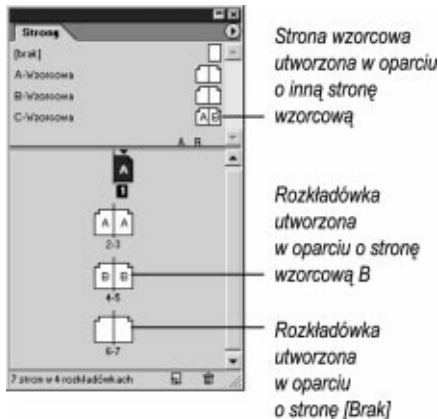 Strony
[brak]
A-Wzorcowa
B-Wzorcowa
C-Wzorcowa
A B
A B
A
1
A A
2-3
B B
4-5
6-7
7 stron w 4 rozkładówkach
Strona wzorcowa
utworzona w oparciu
o inną stronę
wzorcową
Rozkładówka
utworzona
w oparciu o stronę
wzorcową B
Rozkładówka
utworzona
w oparciu
o stronę [Brak]